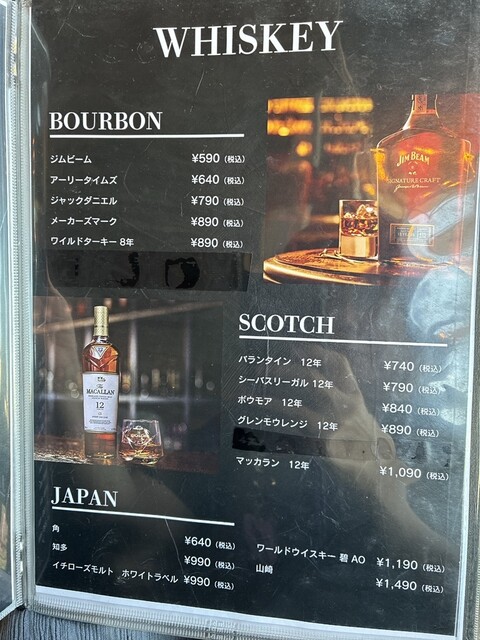 WHISKEY
BOURBON
ジムビーム ¥590（税込）
アーリータイムズ ¥640（税込）
ジャックダニエル ¥790（税込）
メーカーズマーク ¥890（税込）
ワイルドターキー 8年 ¥890（税込）
JIM BEAM
SIGNATURE CRAFT
SCOTCH
バランタイン 12年 ¥740（税込）
シーバスリーガル 12年 ¥790（税込）
ボウモア 12年 ¥840（税込）
グレンモウレンジ 12年 ¥890（税込）
マッカラン 12年 ¥1,090（税込）
The
MACALLAN
12
JAPAN
角 ¥640（税込）
知多 ¥990（税込）
イチローズモルト ホワイトラベル ¥990（税込）
ワールドウイスキー 碧 AO ¥1,190（税込）
山崎 ¥1,490（税込）